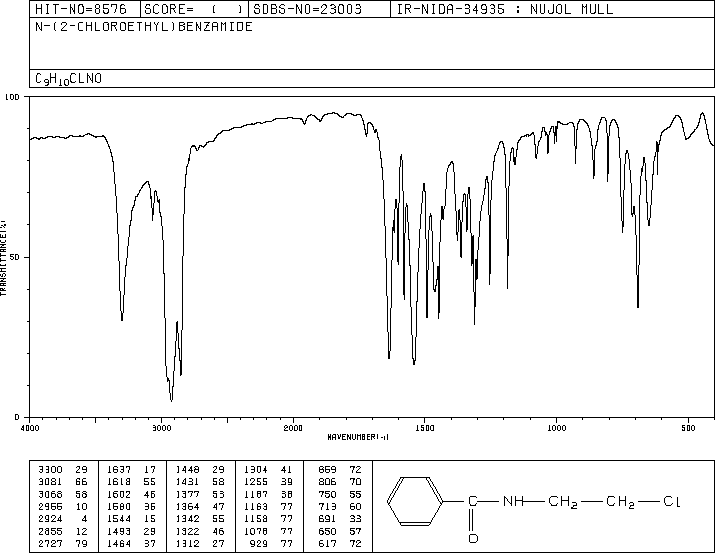 HIT-NO=8576 SCORE= ( ) SDBS-NO=23003 IR-NIDA-34935 : NUJOL MULL
N-(2-CHLOROETHYL)BENZAMIDE
C9H10CLNO
100
50
0
TRANSMITTANCE(%)
4000 3000 2000 1500 1000 500
WAVENUMBER(-1)
3300 29 1637 17 1448 29 1304 41 859 72
3081 66 1618 55 1431 58 1255 39 806 70
3068 58 1602 46 1377 53 1187 38 750 55
2955 10 1580 35 1364 47 1163 77 713 60
2924 4 1544 15 1342 55 1158 77 691 33
2855 12 1493 29 1322 46 1078 77 650 57
2727 79 1464 37 1312 27 929 77 617 72
C NH CH2 CH2 Cl
O